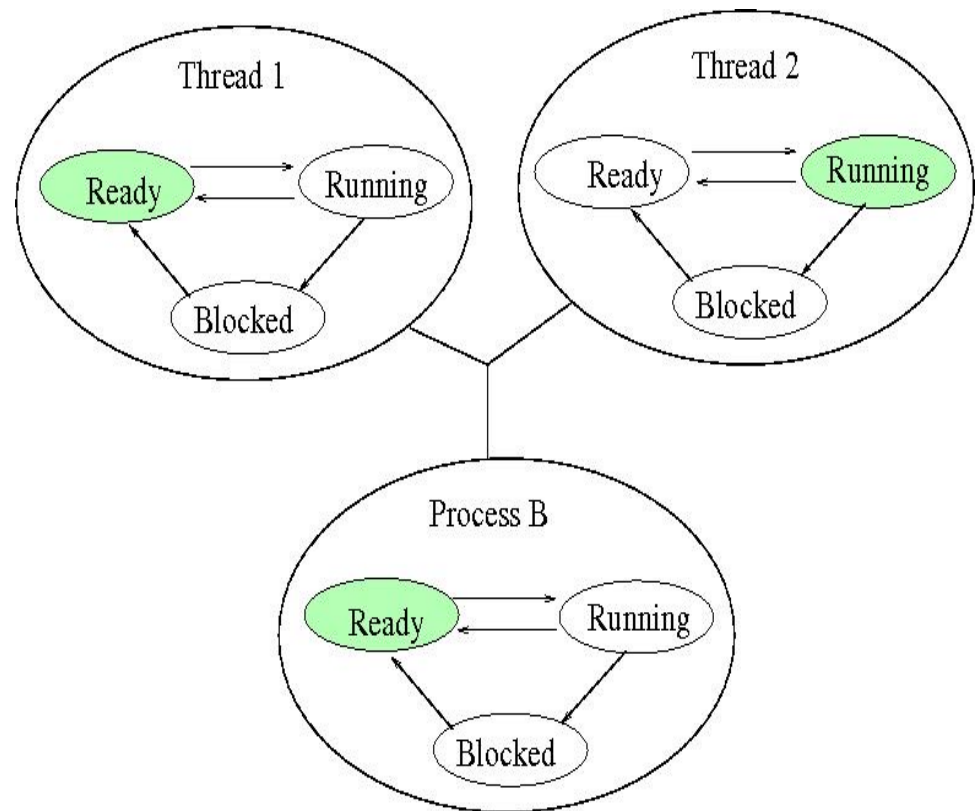 Thread 1
Ready
Running
Blocked
Thread 2
Ready
Running
Blocked
Process B
Ready
Running
Blocked